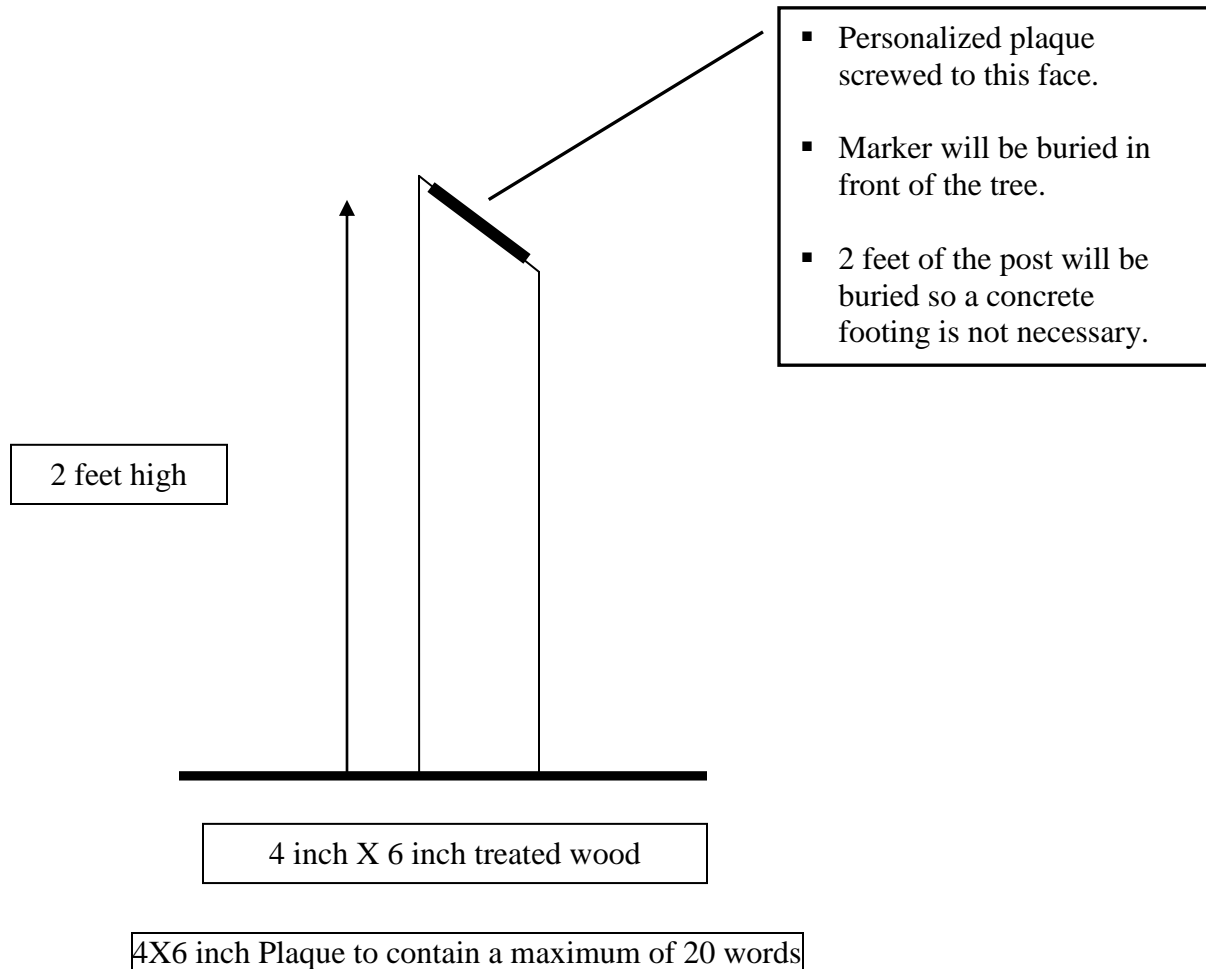 ▪ Personalized plaque
screwed to this face.
▪ Marker will be buried in
front of the tree.
▪ 2 feet of the post will be
buried so a concrete
footing is not necessary.
2 feet high
4 inch X 6 inch treated wood
4X6 inch Plaque to contain a maximum of 20 words